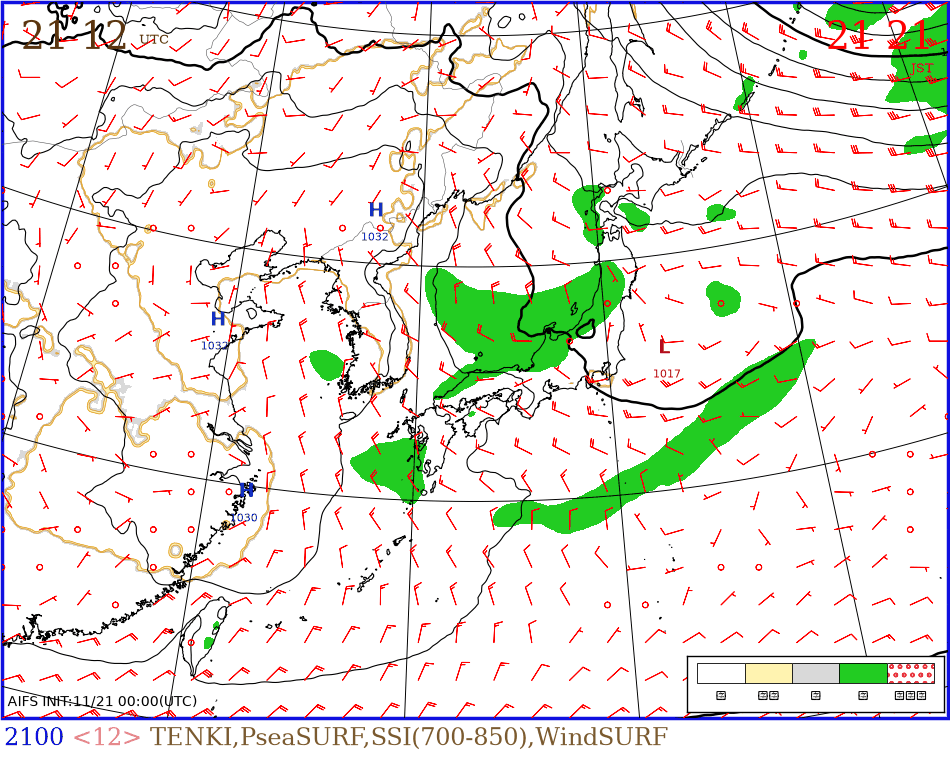 21 12 UTC
21 21
JST
H
1032
H
1032
L
1017
H
1030
AIFS INIT:11/21 00:00(UTC)
2100 <12> TENKI,PseaSURF,SSI(700-850),WindSURF